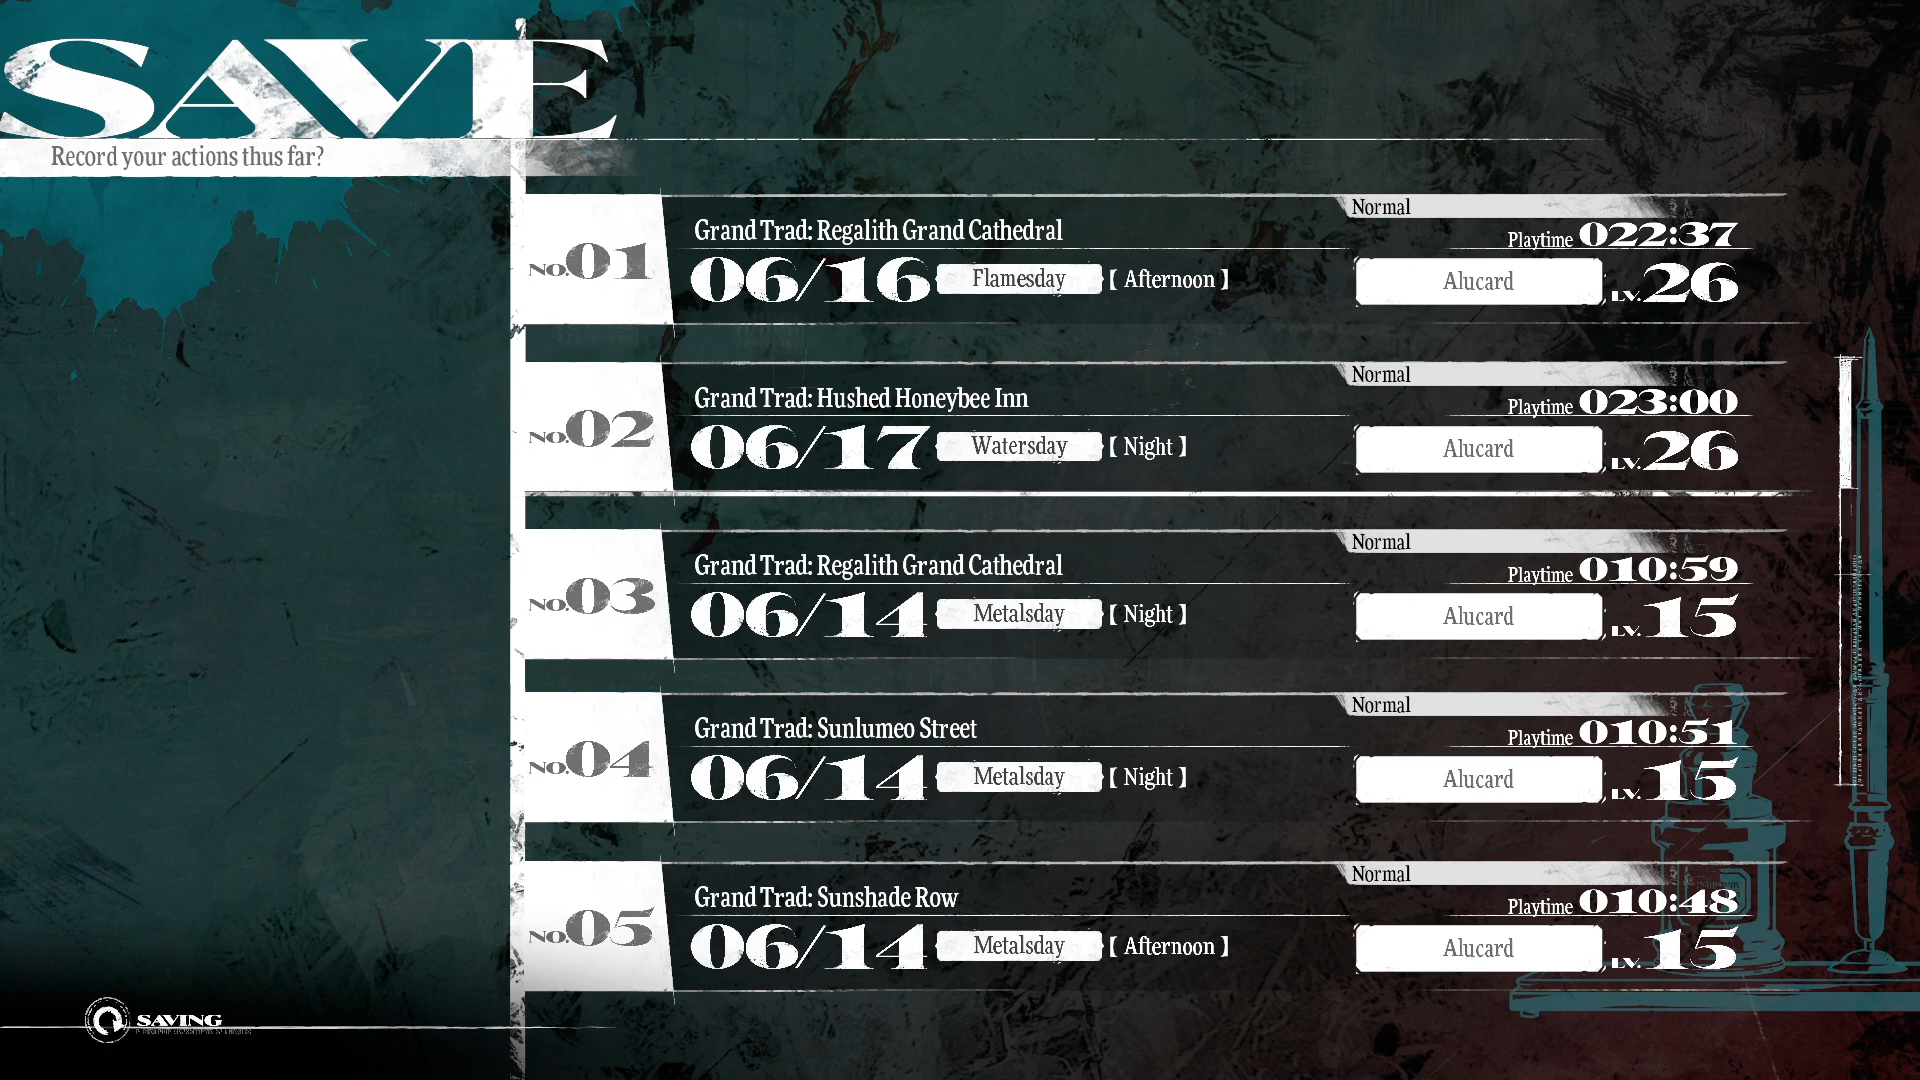 SAVE
Record your actions thus far?
NO.01
Grand Trad: Regalith Grand Cathedral
06/16 Flamesday 【 Afternoon 】
Normal
Playtime 022:37
Alucard LV.26
NO.02
Grand Trad: Hushed Honeybee Inn
06/17 Watersday 【 Night 】
Normal
Playtime 023:00
Alucard LV.26
NO.03
Grand Trad: Regalith Grand Cathedral
06/14 Metalsday 【 Night 】
Normal
Playtime 010:59
Alucard LV.15
NO.04
Grand Trad: Sunlumeo Street
06/14 Metalsday 【 Night 】
Normal
Playtime 010:51
Alucard LV.15
NO.05
Grand Trad: Sunshade Row
06/14 Metalsday 【 Afternoon 】
Normal
Playtime 010:48
Alucard LV.15
SAVING